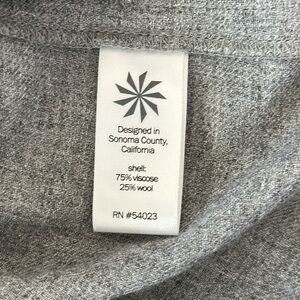 Designed in
Sonoma County,
California
shell:
75% viscose
25% wool
RN #54023